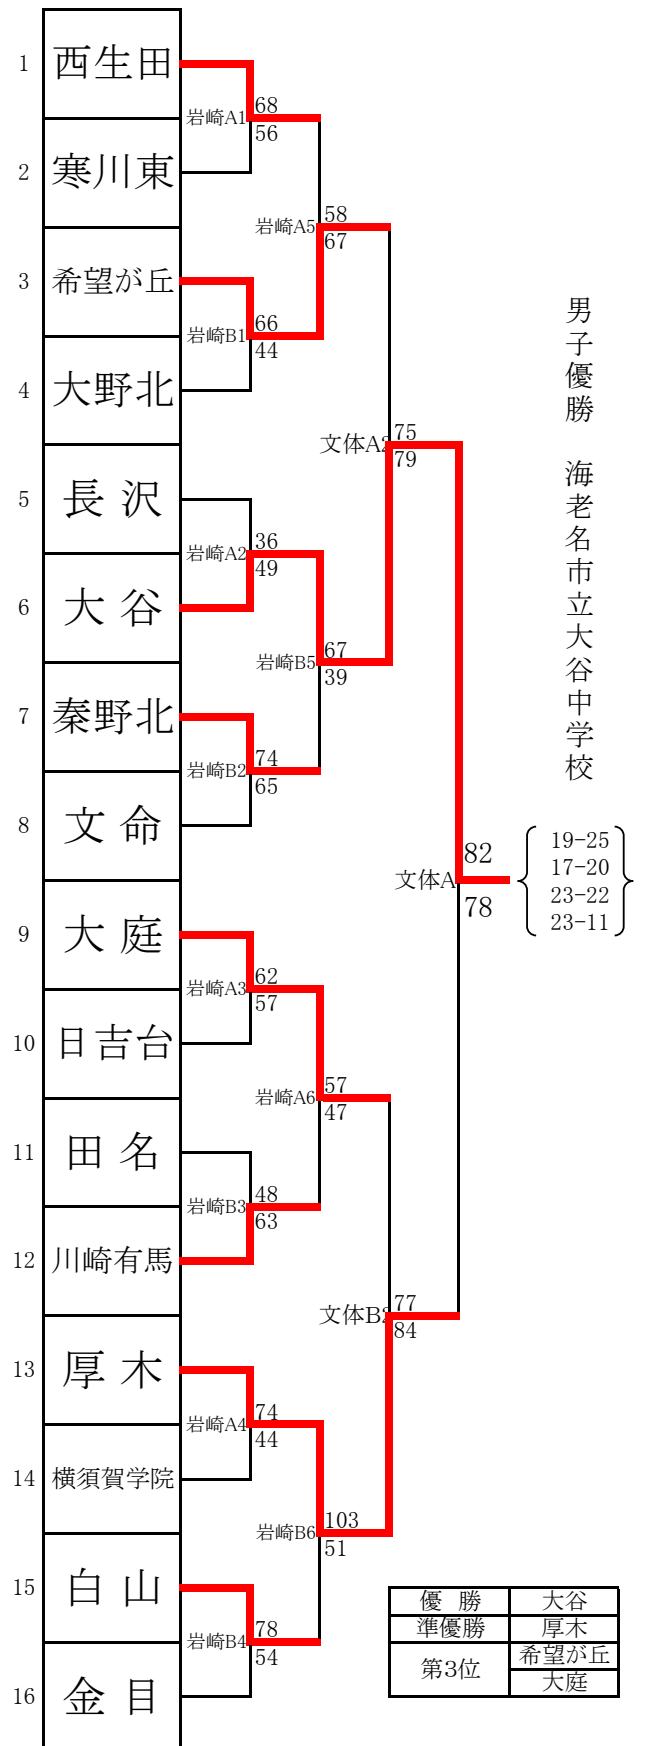 1 西生田
岩崎A1 68
56
2 寒川東
岩崎A5 58
67
3 希望が丘
岩崎B1 66
44
4 大野北
文体A2 75
79
5 長沢
岩崎A2 36
49
6 大谷
岩崎B5 67
39
7 秦野北
岩崎B2 74
65
8 文命
男子優勝 海老名市立大谷中学校
文体A 82
78
19-25
17-20
23-22
23-11
9 大庭
岩崎A3 62
57
10 日吉台
岩崎A6 57
47
11 田名
岩崎B3 48
63
12 川崎有馬
文体B2 77
84
13 厚木
岩崎A4 74
44
14 横須賀学院
岩崎B6 103
51
15 白山
岩崎B4 78
54
16 金目
優勝 大谷
準優勝 厚木
第3位 希望が丘
大庭